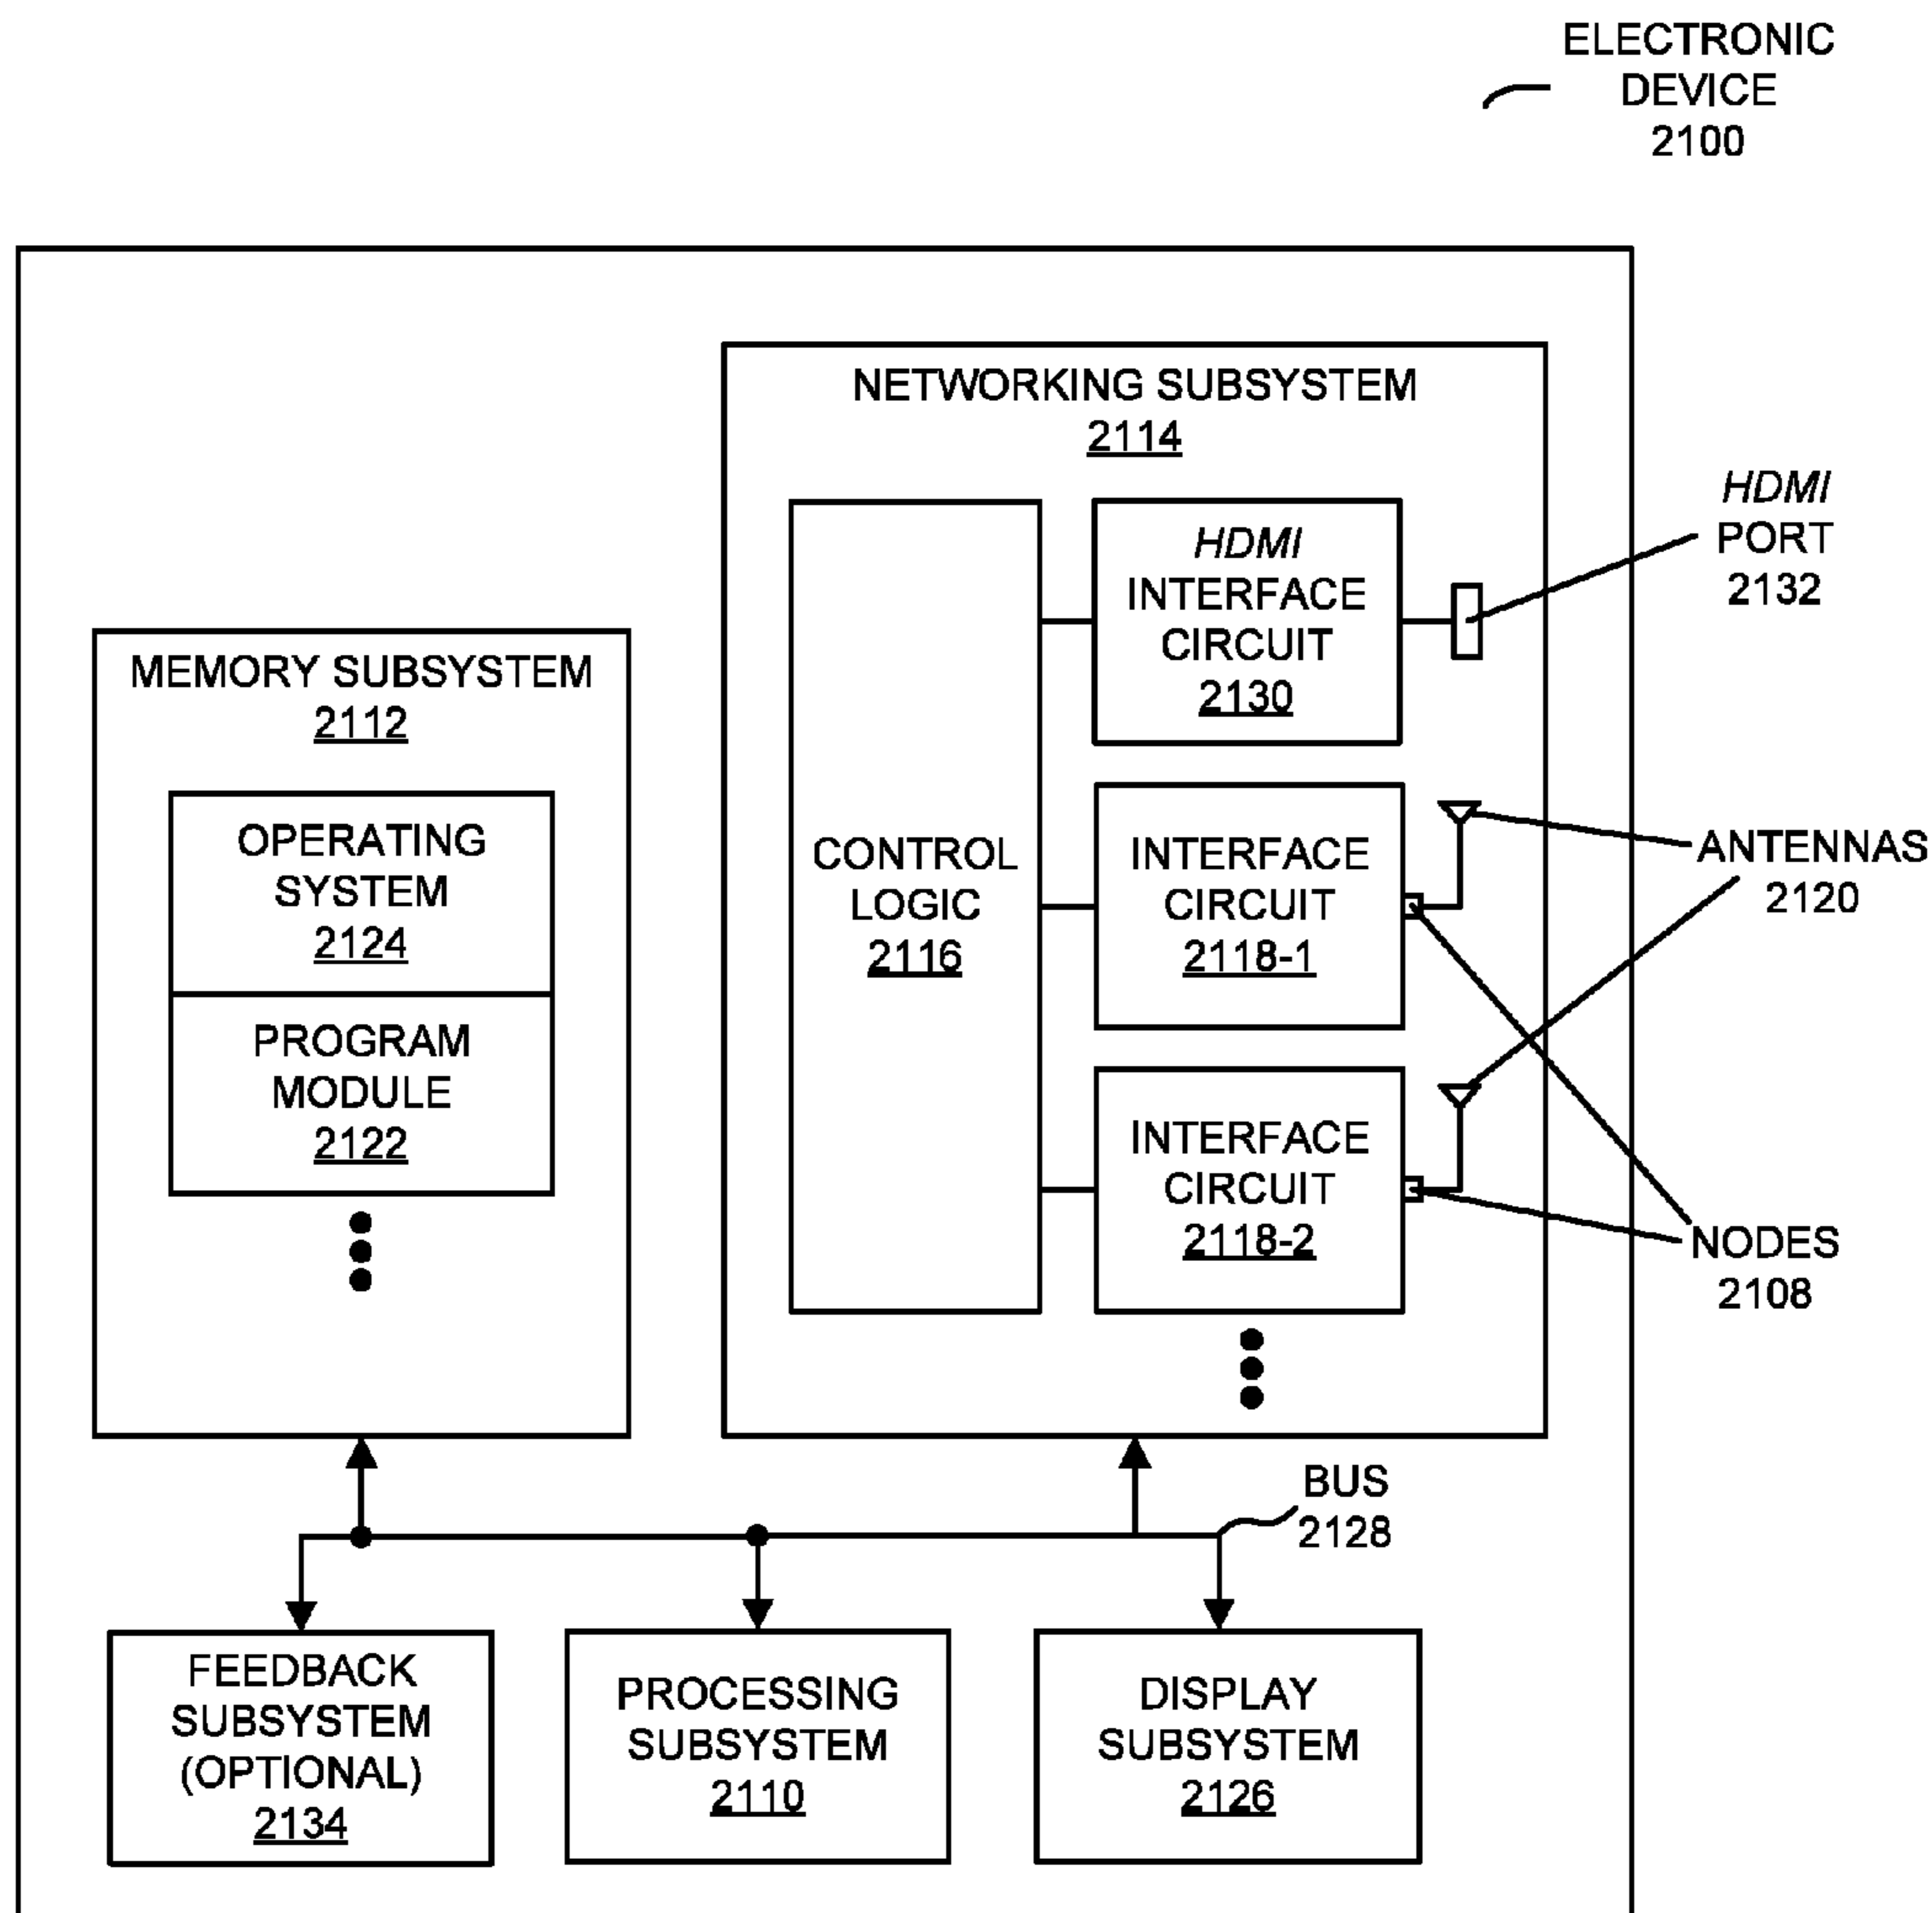 ELECTRONIC
DEVICE
2100
NETWORKING SUBSYSTEM
2114
HDMI
INTERFACE
CIRCUIT
2130
HDMI
PORT
2132
MEMORY SUBSYSTEM
2112
OPERATING
SYSTEM
2124
PROGRAM
MODULE
2122
CONTROL
LOGIC
2116
INTERFACE
CIRCUIT
2118-1
ANTENNAS
2120
INTERFACE
CIRCUIT
2118-2
NODES
2108
BUS
2128
FEEDBACK
SUBSYSTEM
(OPTIONAL)
2134
PROCESSING
SUBSYSTEM
2110
DISPLAY
SUBSYSTEM
2126